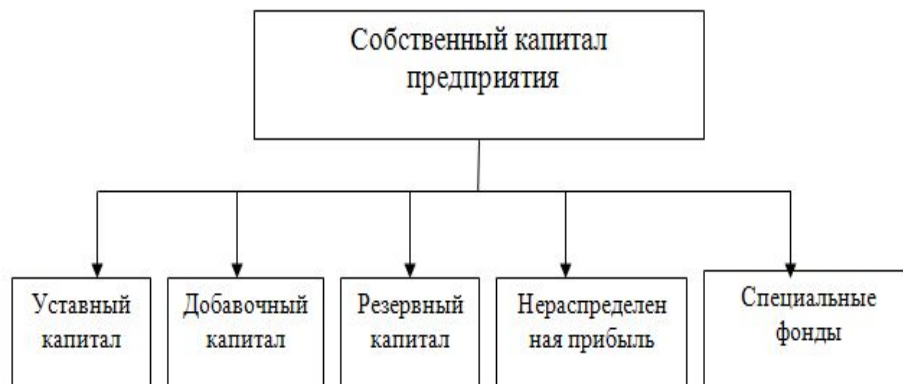 Собственный капитал
предприятия
Уставный
капитал
Добавочный
капитал
Резервный
капитал
Нераспределен
ная прибыль
Специальные
фонды